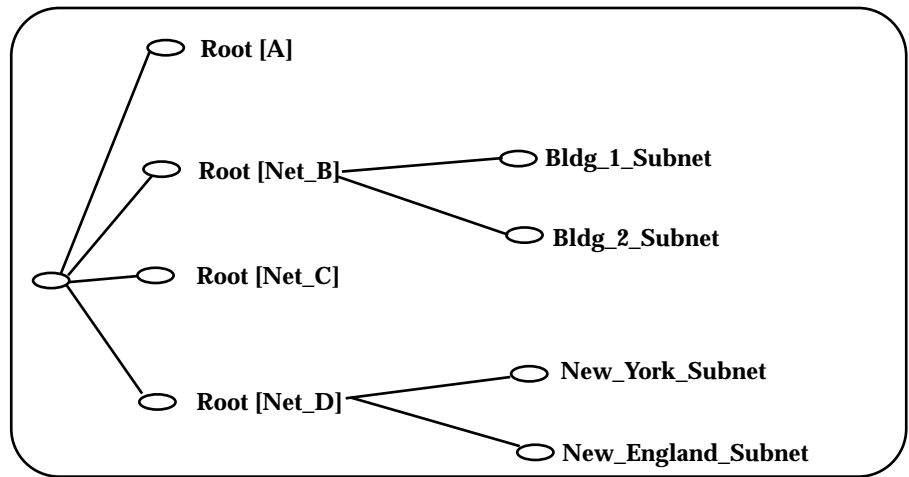 Root [A]
Root [Net_B]
Bldg_1_Subnet
Bldg_2_Subnet
Root [Net_C]
Root [Net_D]
New_York_Subnet
New_England_Subnet